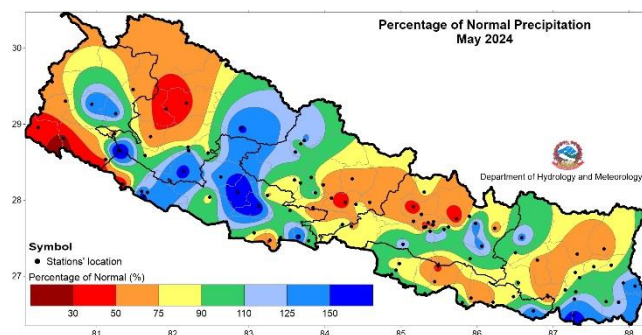 Percentage of Normal Precipitation
May 2024
30
29
28
27
Department of Hydrology and Meteorology
Symbol
Stations' location
Percentage of Normal (%)
30 50 75 90 110 125 150
81 82 83 84 85 86 87 88